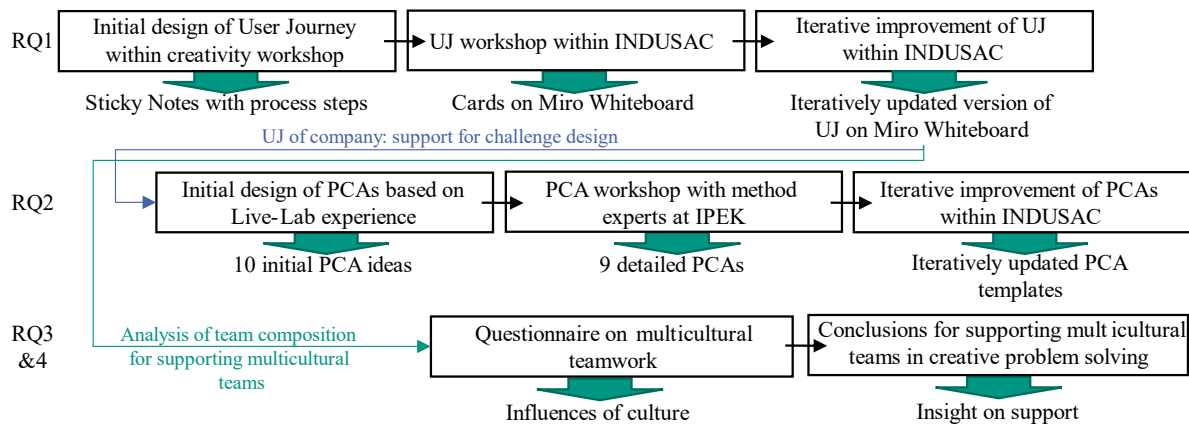 RQ1
Initial design of User Journey
within creativity workshop
UJ workshop within INDUSAC
Iterative improvement of UJ
within INDUSAC
Sticky Notes with process steps
Cards on Miro Whiteboard
Iteratively updated version of
UJ on Miro Whiteboard
UJ of company: support for challenge design
RQ2
Initial design of PCAs based on
Live-Lab experience
PCA workshop with method
experts at IPEK
Iterative improvement of PCAs
within INDUSAC
10 initial PCA ideas
9 detailed PCAs
Iteratively updated PCA
templates
RQ3
&4
Analysis of team composition
for supporting multicultural
teams
Questionnaire on multicultural
teamwork
Conclusions for supporting mult icultural
teams in creative problem solving
Influences of culture
Insight on support